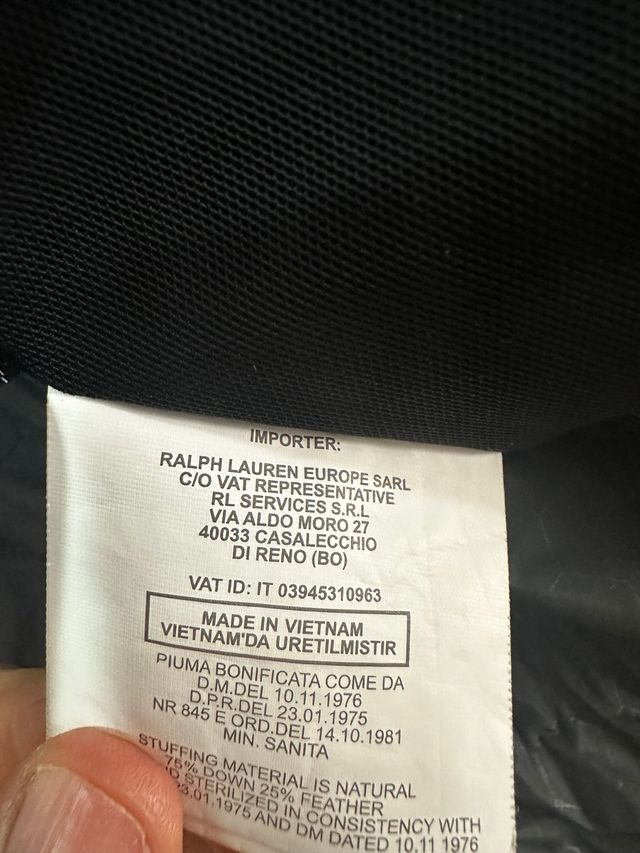 IMPORTER:
RALPH LAUREN EUROPE SARL
C/O VAT REPRESENTATIVE
RL SERVICES S.R.L
VIA ALDO MORO 27
40033 CASALECCHIO
DI RENO (BO)
VAT ID: IT 03945310963
MADE IN VIETNAM
VIETNAM'DA URETILMISTIR
PIUMA BONIFICATA COME DA
D.M.DEL 10.11.1976
D.P.R.DEL 23.01.1975
NR 845 E ORD.DEL 14.10.1981
MIN. SANITA
STUFFING MATERIAL IS NATURAL
75% DOWN 25% FEATHER
STERILIZED IN CONSISTENCY WITH
23.01.1975 AND DM DATED 10.11 1976